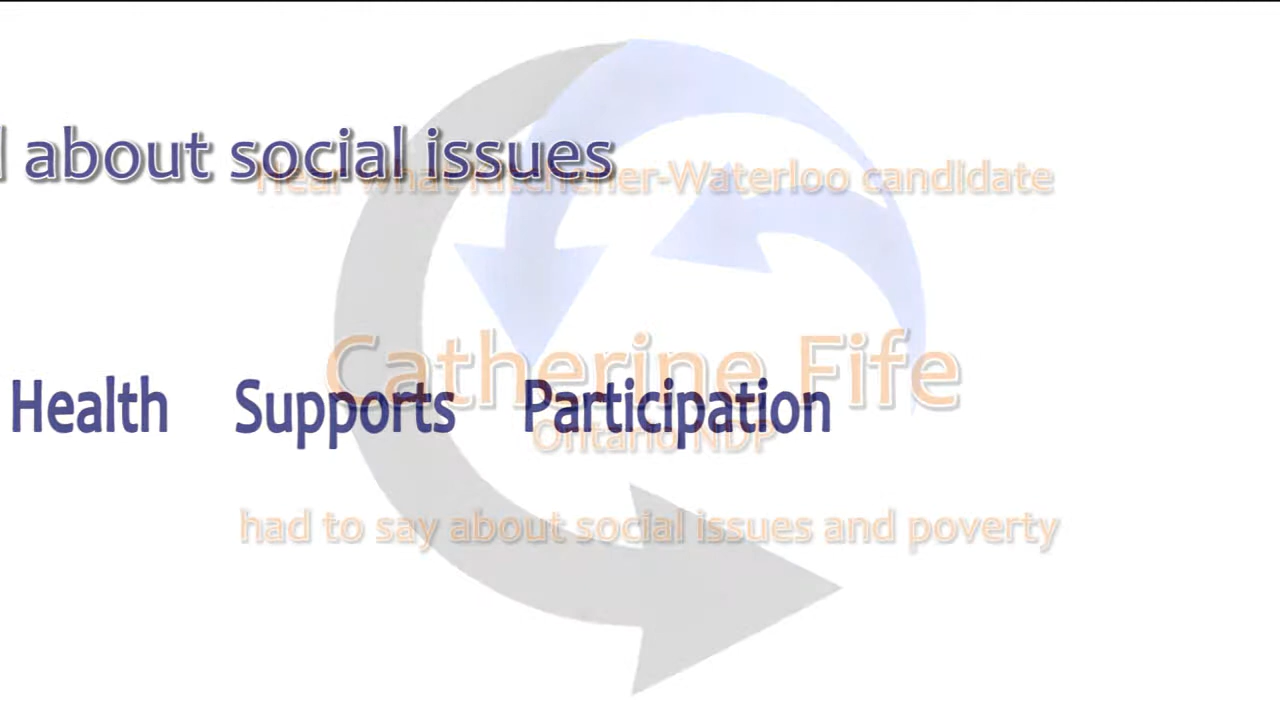 about social issues
hear what Kitchener-Waterloo candidate
Catherine Fife
Health Supports Participation
Ontario NDP
had to say about social issues and poverty